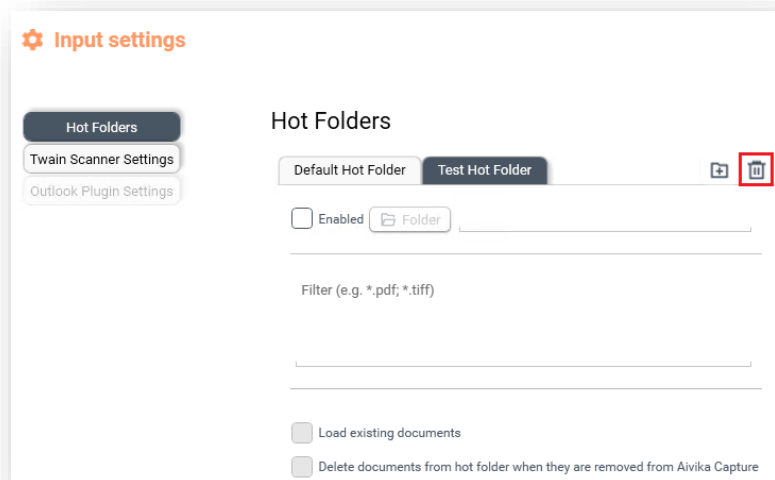 Input settings
Hot Folders
Twain Scanner Settings
Outlook Plugin Settings
Hot Folders
Default Hot Folder Test Hot Folder
Enabled Folder
Filter (e.g. *.pdf; *.tiff)
Load existing documents
Delete documents from hot folder when they are removed from Aivika Capture